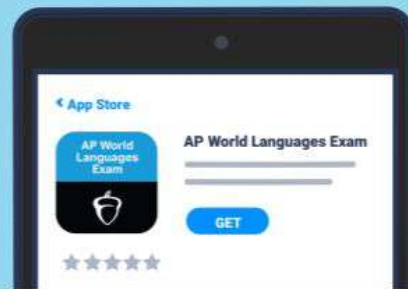 App Store
AP World
Languages
Exam
AP World Languages Exam
GET